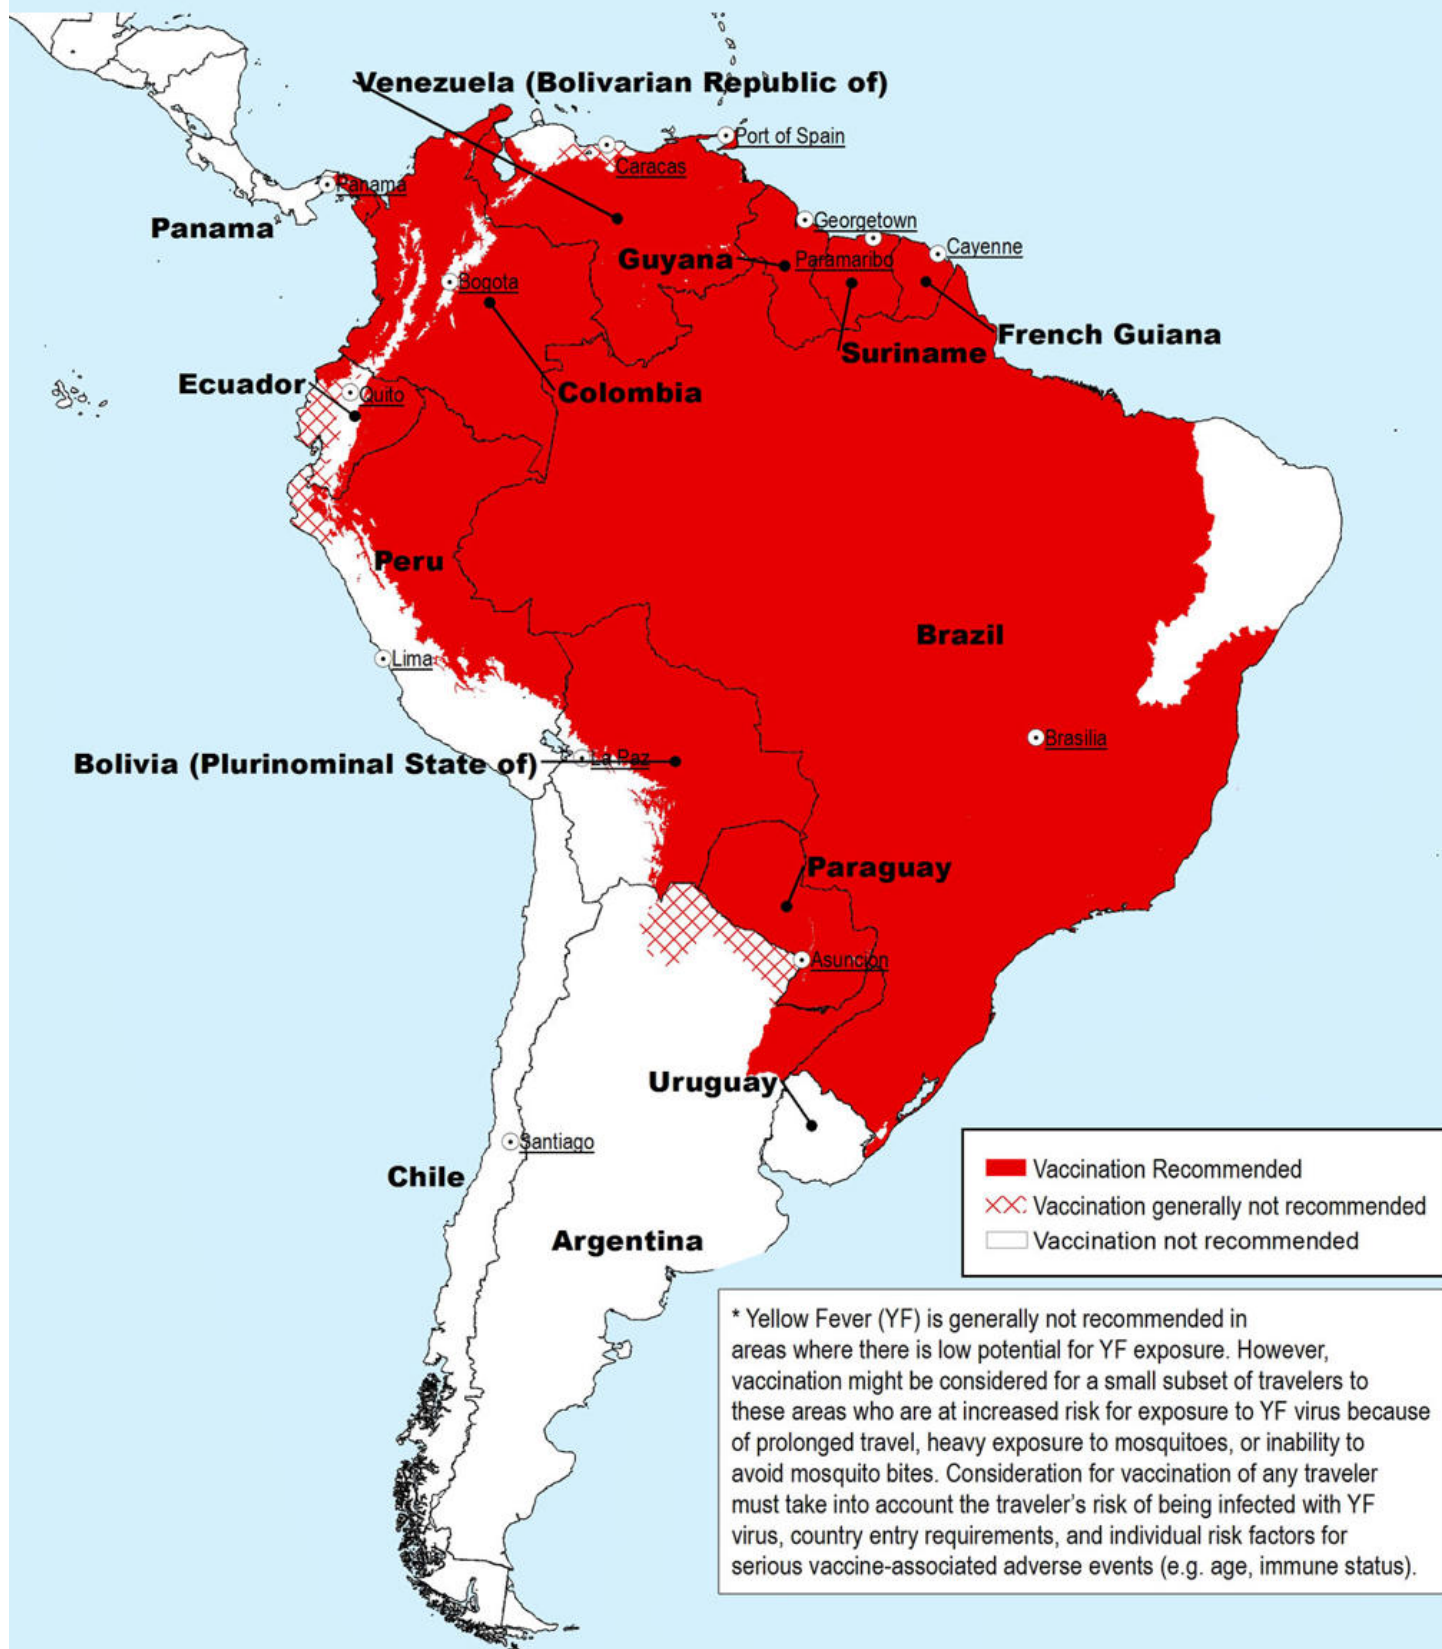 Venezuela (Bolivarian Republic of)
Port of Spain
Caracas
Panama
Panama
Georgetown
Cayenne
Guyana
Paramaribo
Bogota
French Guiana
Suriname
Ecuador
Quito
Colombia
Peru
Brazil
Lima
Brasilia
Bolivia (Plurinominal State of)
La Paz
Paraguay
Asuncion
Uruguay
Santiago
Chile
Argentina
Vaccination Recommended
Vaccination generally not recommended
Vaccination not recommended
* Yellow Fever (YF) is generally not recommended in
areas where there is low potential for YF exposure. However,
vaccination might be considered for a small subset of travelers to
these areas who are at increased risk for exposure to YF virus because
of prolonged travel, heavy exposure to mosquitoes, or inability to
avoid mosquito bites. Consideration for vaccination of any traveler
must take into account the traveler's risk of being infected with YF
virus, country entry requirements, and individual risk factors for
serious vaccine-associated adverse events (e.g. age, immune status).